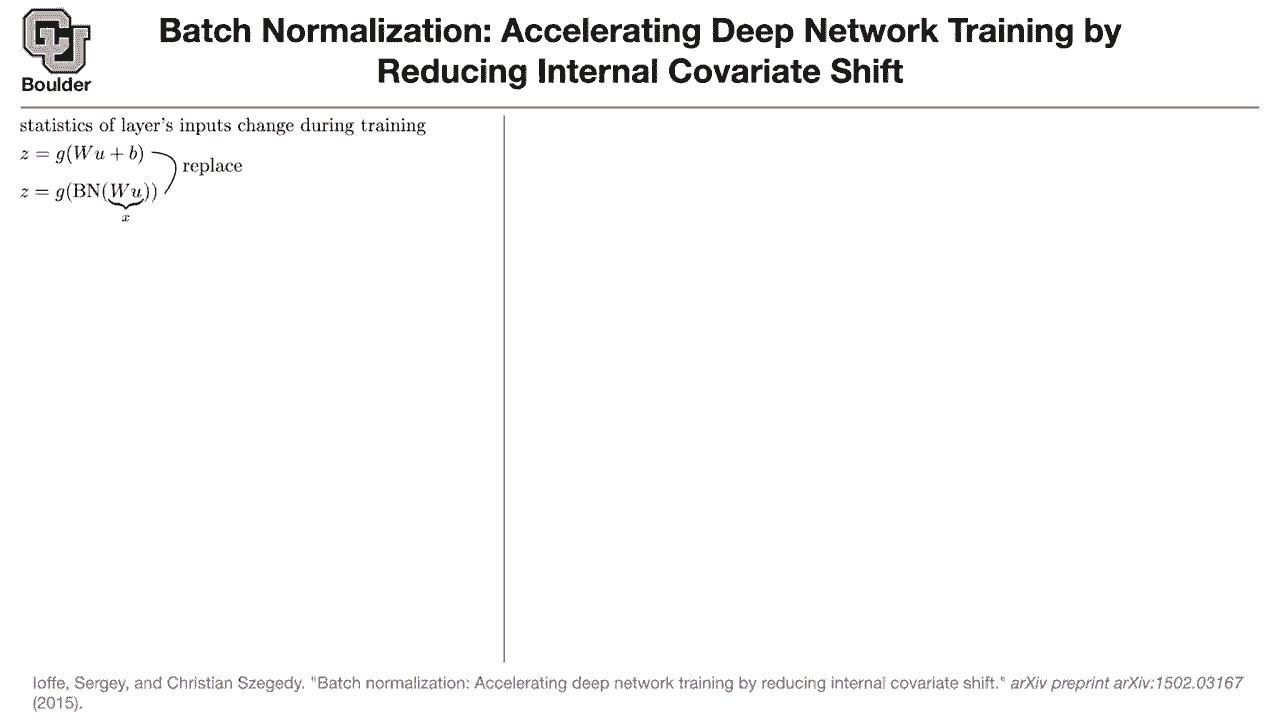 Batch Normalization: Accelerating Deep Network Training by
Reducing Internal Covariate Shift
CU
Boulder
statistics of layer's inputs change during training
z = g(Wu + b)
replace
z = g(BN(Wu))
x
Ioffe, Sergey, and Christian Szegedy. "Batch normalization: Accelerating deep network training by reducing internal covariate shift." arXiv preprint arXiv:1502.03167
(2015).